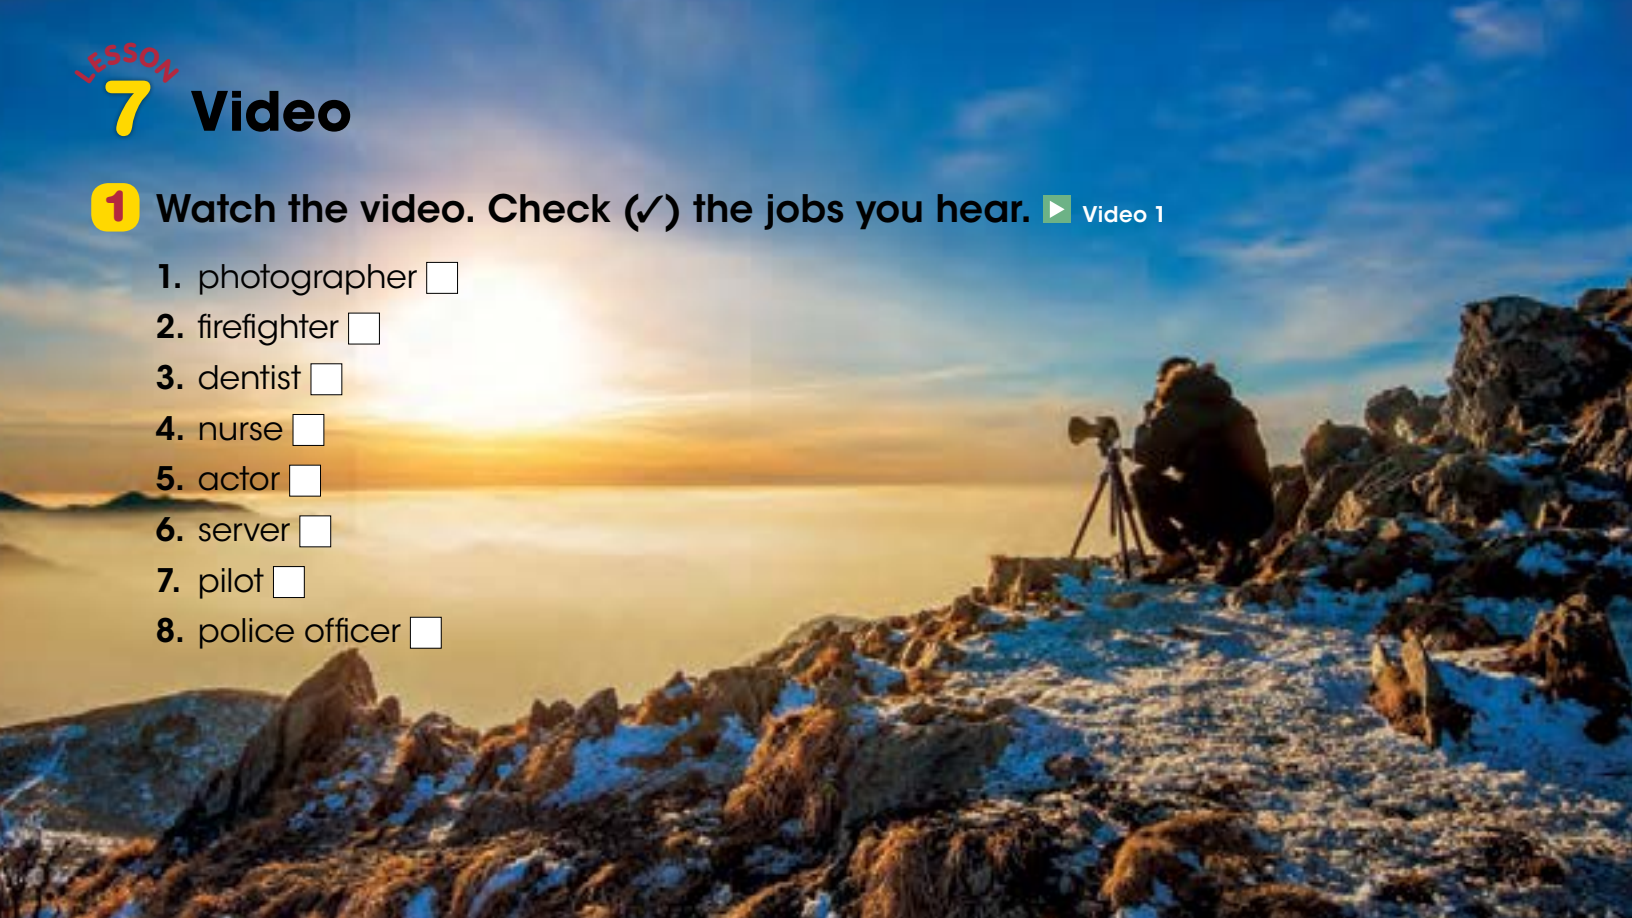 LESSON
7 Video
1 Watch the video. Check (✓) the jobs you hear. Video 1
1. photographer
2. firefighter
3. dentist
4. nurse
5. actor
6. server
7. pilot
8. police officer